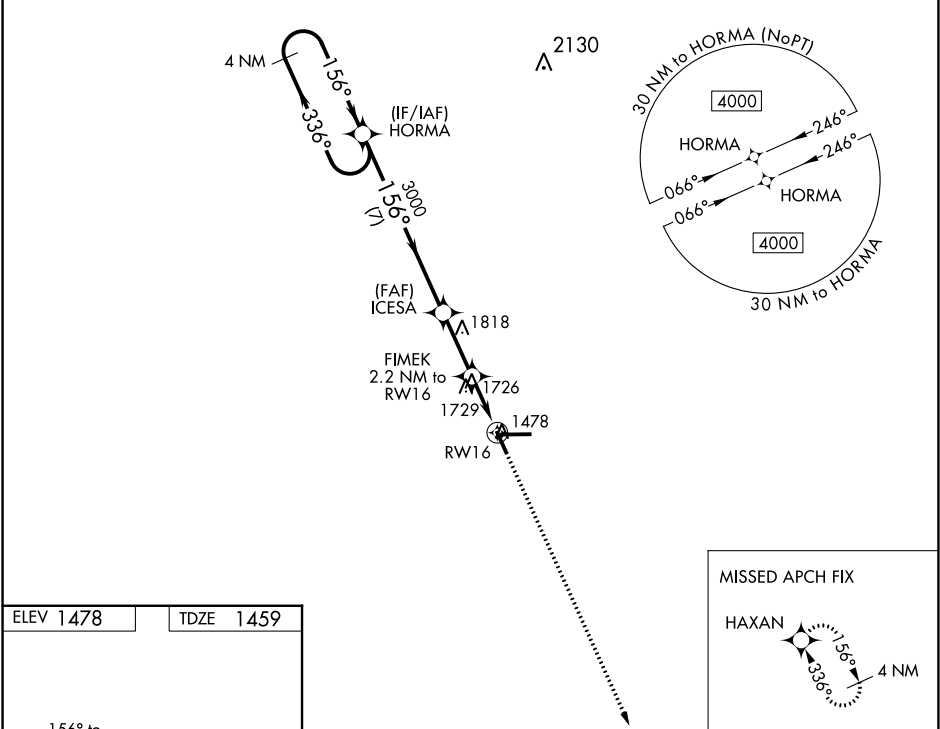 2130
4 NM
156°
336°
(IF/IAF)
HORMA
3000
156°
(7)
(FAF)
ICESA
1818
FIMEK
2.2 NM to
RW16
1726
1729
1478
RW16
30 NM to HORMA (NoPT)
4000
HORMA
246°
246°
066°
066°
HORMA
4000
30 NM to HORMA
MISSED APCH FIX
HAXAN
156°
336°
4 NM
ELEV 1478
TDZE 1459
156° to